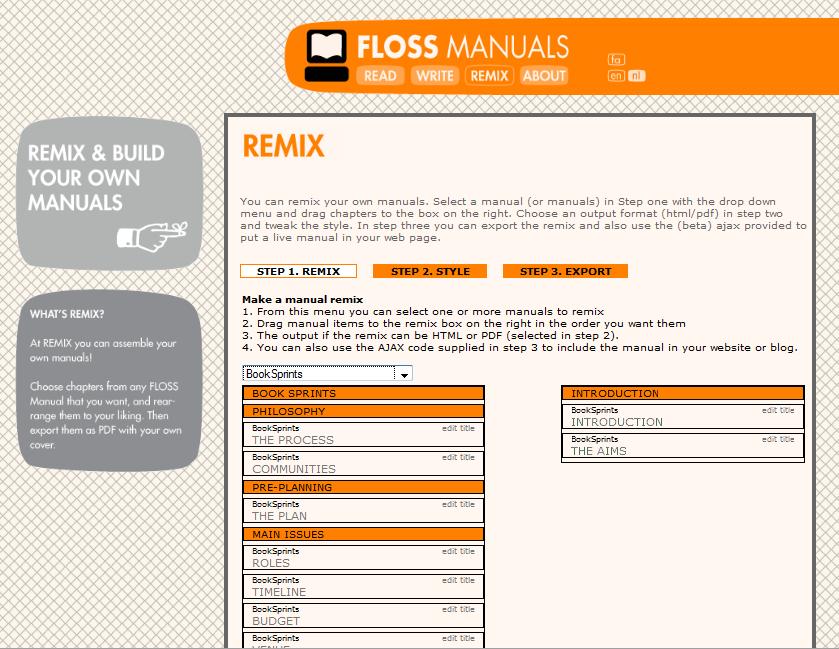 FLOSS MANUALS
READ WRITE REMIX ABOUT
fa
en nl
REMIX & BUILD
YOUR OWN
MANUALS
WHAT'S REMIX?
At REMIX you can assemble your
own manuals!
Choose chapters from any FLOSS
Manual that you want, and rear-
range them to your liking. Then
export them as PDF with your own
cover.
REMIX
You can remix your own manuals. Select a manual (or manuals) in Step one with the drop down
menu and drag chapters to the box on the right. Choose an output format (html/pdf) in step two
and tweak the style. In step three you can export the remix and also use the (beta) ajax provided to
put a live manual in your web page.
STEP 1. REMIX STEP 2. STYLE STEP 3. EXPORT
Make a manual remix
1. From this menu you can select one or more manuals to remix
2. Drag manual items to the remix box on the right in the order you want them
3. The output if the remix can be HTML or PDF (selected in step 2).
4. You can also use the AJAX code supplied in step 3 to include the manual in your website or blog.
BookSprints
BOOK SPRINTS
PHILOSOPHY
BookSprints edit title
THE PROCESS
BookSprints edit title
COMMUNITIES
PRE-PLANNING
BookSprints edit title
THE PLAN
MAIN ISSUES
BookSprints edit title
ROLES
BookSprints edit title
TIMELINE
BookSprints edit title
BUDGET
BookSprints edit title
VENUE
INTRODUCTION
BookSprints edit title
INTRODUCTION
BookSprints edit title
THE AIMS